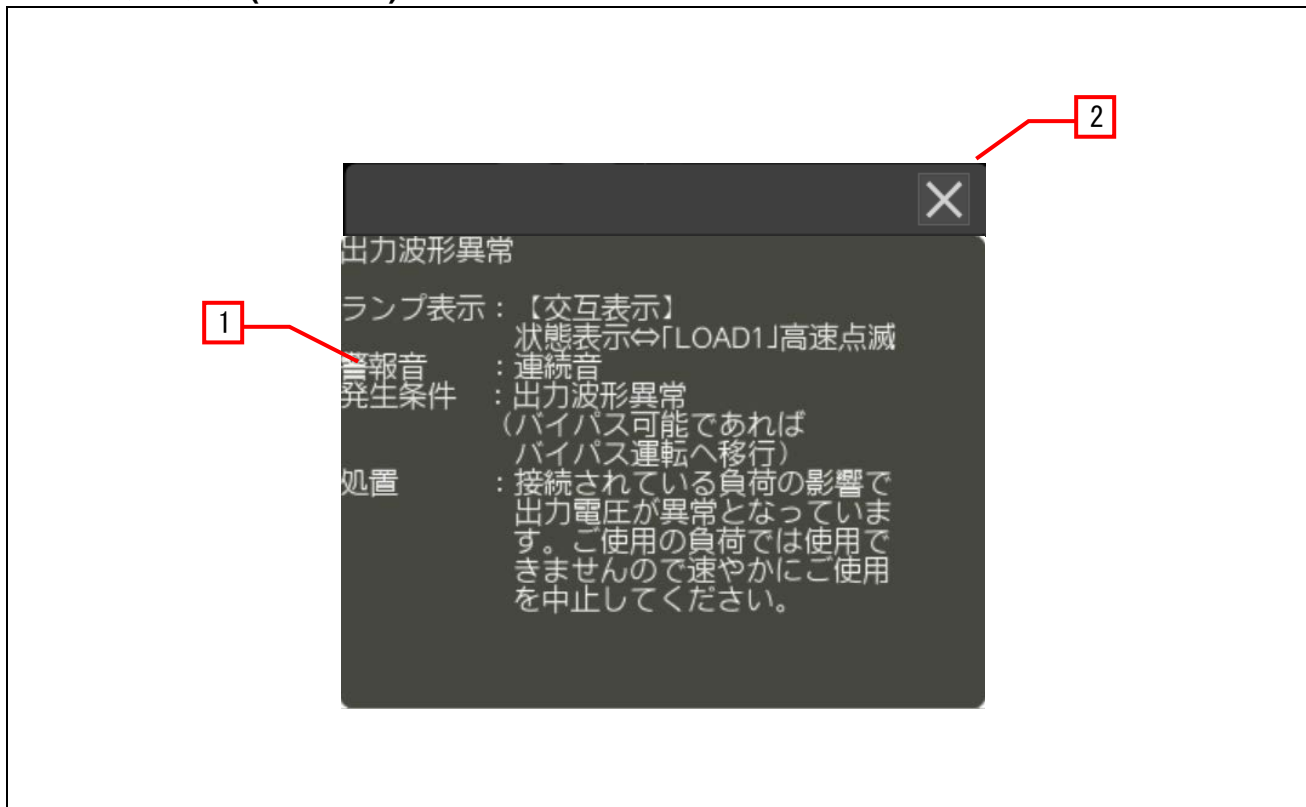 2
出力波形異常
1
ランプ表示：【交互表示】
状態表示⇔「LOAD1」高速点滅
警報音　：連続音
発生条件　：出力波形異常
（バイパス可能であれば
バイパス運転へ移行）
処置　：接続されている負荷の影響で
出力電圧が異常となっていま
す。ご使用の負荷では使用で
きませんので速やかにご使用
を中止してください。